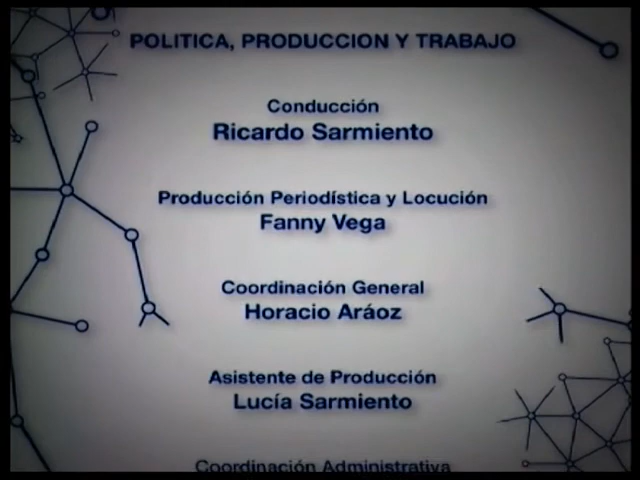 POLITICA, PRODUCCION Y TRABAJO
Conducción
Ricardo Sarmiento
Producción Periodística y Locución
Fanny Vega
Coordinación General
Horacio Aráoz
Asistente de Producción
Lucía Sarmiento
Coordinación Administrativa